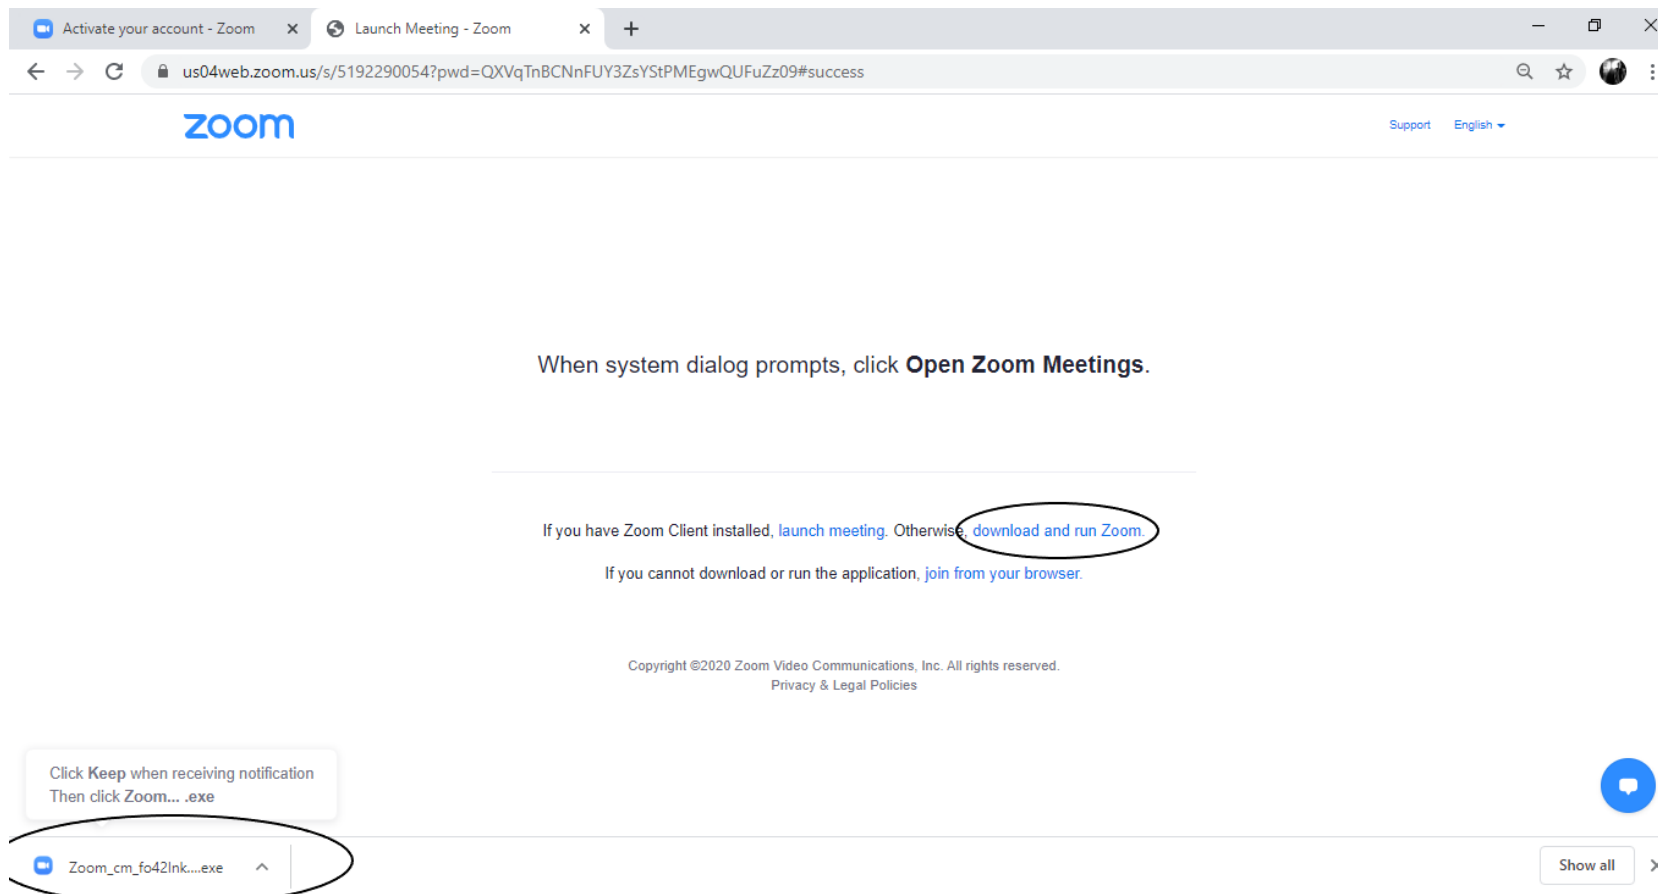 Activate your account - Zoom
Launch Meeting - Zoom
us04web.zoom.us/s/5192290054?pwd=QXVqTnBCNnFUY3ZsYStPMEgwQUFuZz09#success
zoom
Support English
When system dialog prompts, click Open Zoom Meetings.
If you have Zoom Client installed, launch meeting. Otherwise, download and run Zoom.
If you cannot download or run the application, join from your browser.
Copyright ©2020 Zoom Video Communications, Inc. All rights reserved.
Privacy & Legal Policies
Click Keep when receiving notification
Then click Zoom... .exe
Zoom_cm_fo42lnk....exe
Show all